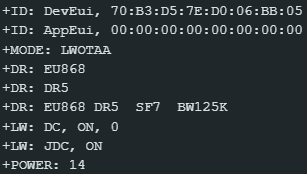 +ID: DevEui, 70:B3:D5:7E:D0:06:BB:05
+ID: AppEui, 00:00:00:00:00:00:00:00
+MODE: LWOTAA
+DR: EU868
+DR: DR5
+DR: EU868 DR5  SF7  BW125K
+LW: DC, ON, 0
+LW: JDC, ON
+POWER: 14